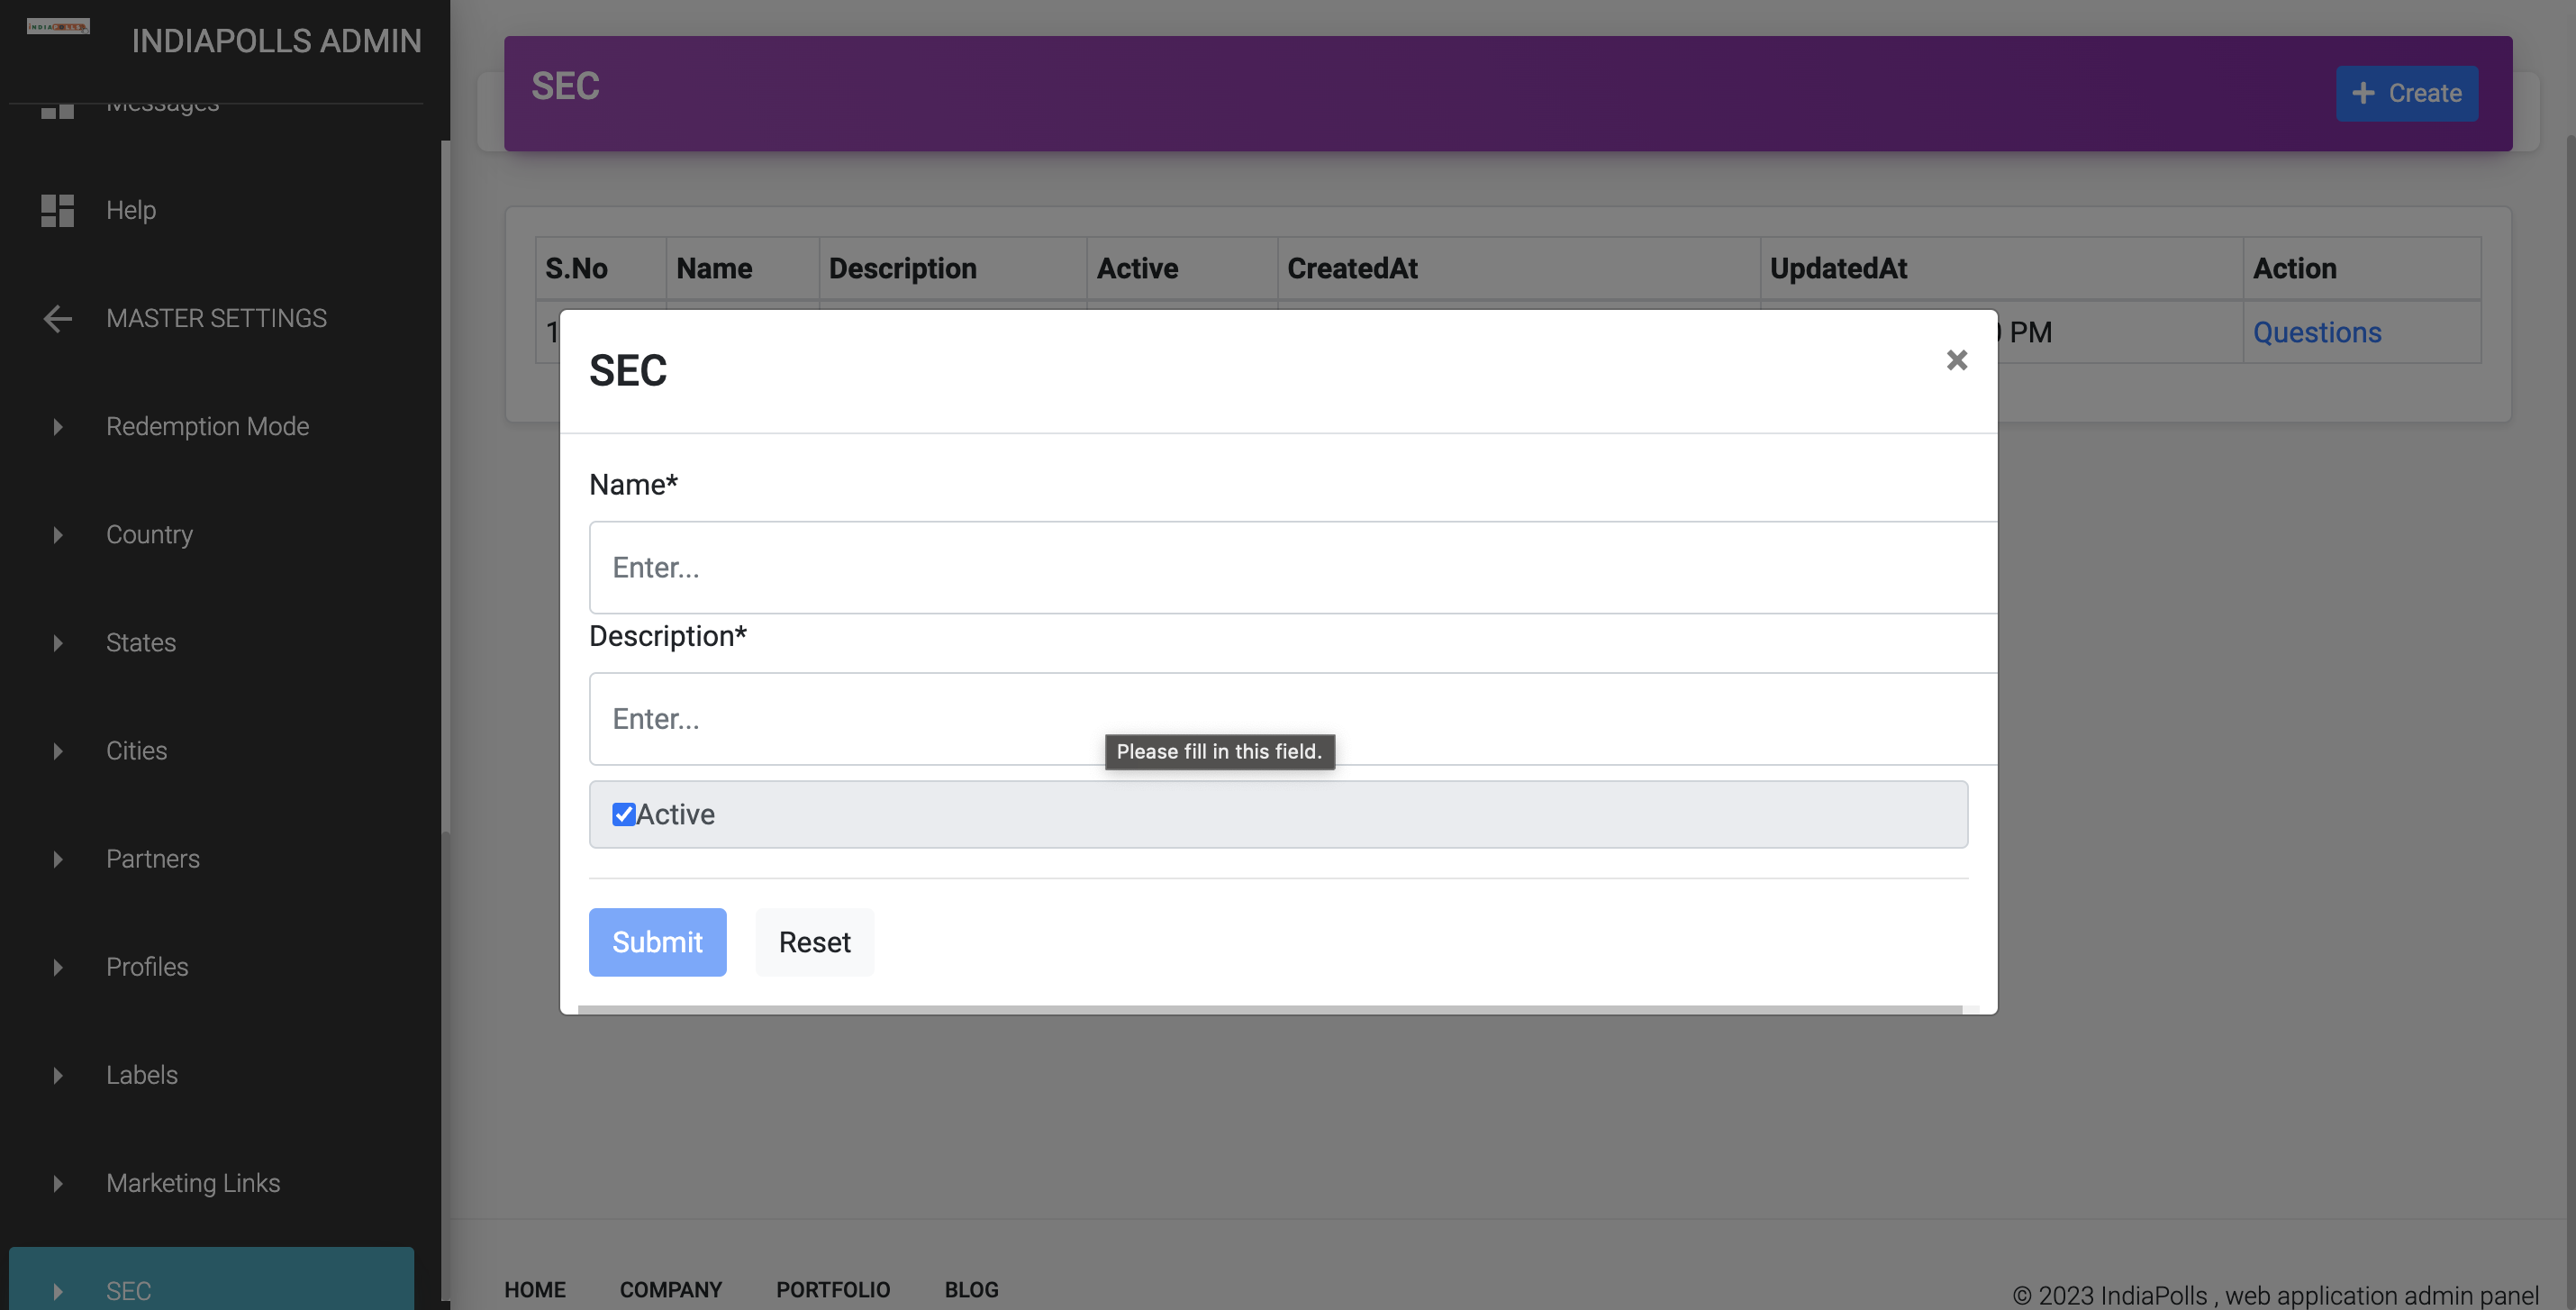 INDIAPOLLS
INDIAPOLLS ADMIN
Messages
Help
MASTER SETTINGS
Redemption Mode
Country
States
Cities
Partners
Profiles
Labels
Marketing Links
SEC
SEC
+ Create
S.No Name Description Active CreatedAt UpdatedAt Action
1 PM Questions
SEC
×
Name*
Enter...
Description*
Enter...
Please fill in this field.
Active
Submit Reset
HOME COMPANY PORTFOLIO BLOG
© 2023 IndiaPolls , web application admin panel